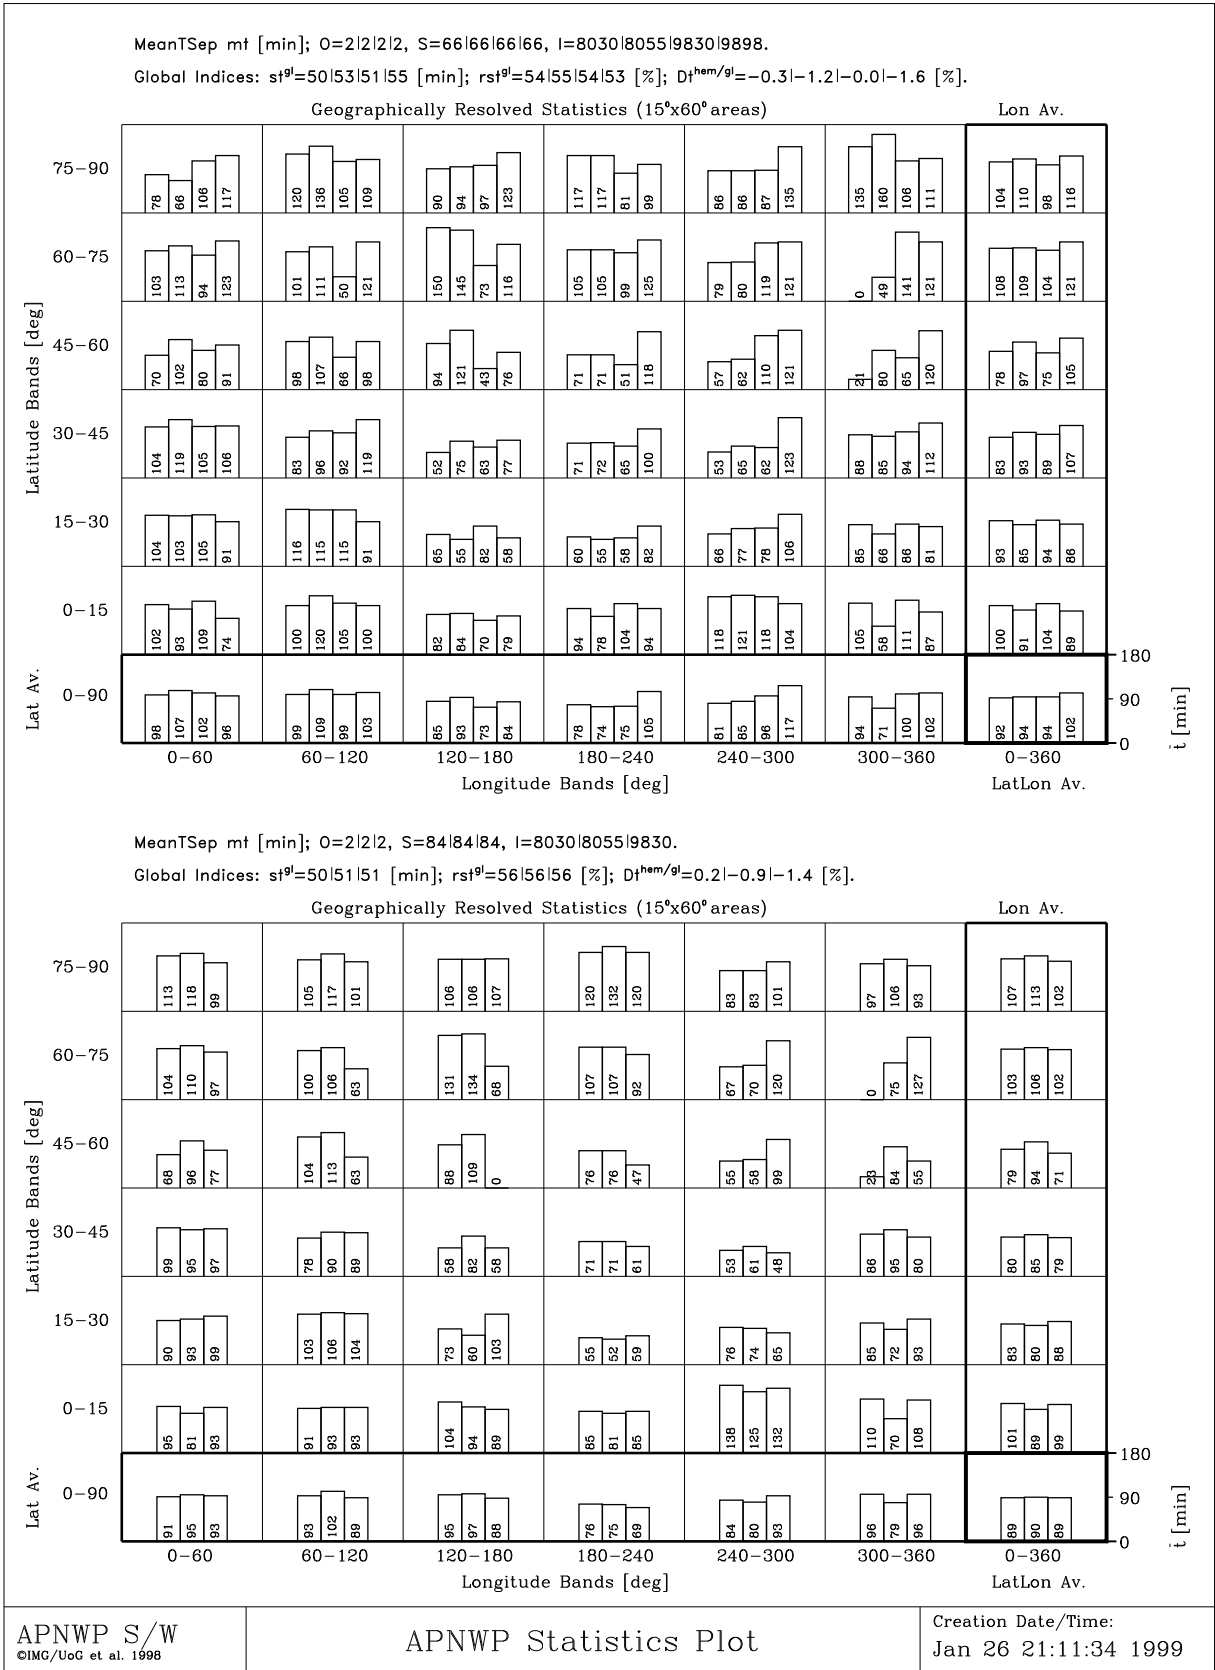 MeanTSep mt [min]; O=2|2|2|2, S=66|66|66|66, I=8030|8055|9830|9898.
Global Indices: st^gl=50|53|51|55 [min]; rst^gl=54|55|54|53 [%]; Dt^hem/gl=−0.3|−1.2|−0.0|−1.6 [%].
Geographically Resolved Statistics (15°x60° areas) Lon Av.
75−90 78 66 106 117 120 136 105 109 90 94 97 123 117 117 81 99 86 86 87 135 135 160 106 111 104 110 98 116
60−75 103 113 94 123 101 111 50 121 150 145 73 116 105 105 99 125 79 80 119 121 0 49 141 121 108 109 104 121
45−60 70 102 80 91 98 107 66 98 94 121 43 76 71 71 51 118 57 62 110 121 21 80 65 120 78 97 75 105
30−45 104 119 105 106 83 96 92 119 52 75 63 77 71 72 65 100 53 65 62 123 88 85 94 112 83 93 89 107
15−30 104 103 105 91 116 115 115 91 65 55 82 58 60 55 58 82 66 77 78 106 85 66 86 81 93 85 94 86
0−15 102 93 109 74 100 120 105 100 82 84 70 79 94 78 104 94 118 121 118 104 105 58 111 87 100 91 104 89
Latitude Bands [deg]
0−90 98 107 102 96 99 109 99 103 85 93 73 84 78 74 75 105 81 85 96 117 94 71 100 102 92 94 94 102
Lat Av.
180
90
0
t [min]
0−60 60−120 120−180 180−240 240−300 300−360 0−360
Longitude Bands [deg] LatLon Av.
MeanTSep mt [min]; O=2|2|2, S=84|84|84, I=8030|8055|9830.
Global Indices: st^gl=50|51|51 [min]; rst^gl=56|56|56 [%]; Dt^hem/gl=0.2|−0.9|−1.4 [%].
Geographically Resolved Statistics (15°x60° areas) Lon Av.
75−90 113 118 99 105 117 101 106 106 107 120 132 120 83 83 101 97 106 93 107 113 102
60−75 104 110 97 100 106 63 131 134 68 107 107 92 67 70 120 0 75 127 103 106 102
45−60 68 96 77 104 113 63 88 109 0 76 76 47 55 58 99 23 84 55 79 94 71
30−45 99 95 97 78 90 89 58 82 58 71 71 61 53 61 48 86 95 80 80 85 79
15−30 90 93 99 103 106 104 73 60 103 55 52 59 76 74 65 85 72 93 83 80 88
0−15 95 81 93 91 93 93 104 94 89 85 81 85 138 125 132 110 70 108 101 89 99
Latitude Bands [deg]
0−90 91 95 93 93 102 89 95 97 88 76 75 69 84 80 93 96 79 96 89 90 89
Lat Av.
180
90
0
t [min]
0−60 60−120 120−180 180−240 240−300 300−360 0−360
Longitude Bands [deg] LatLon Av.
APNWP S/W
©IMG/UoG et al. 1998
APNWP Statistics Plot
Creation Date/Time:
Jan 26 21:11:34 1999